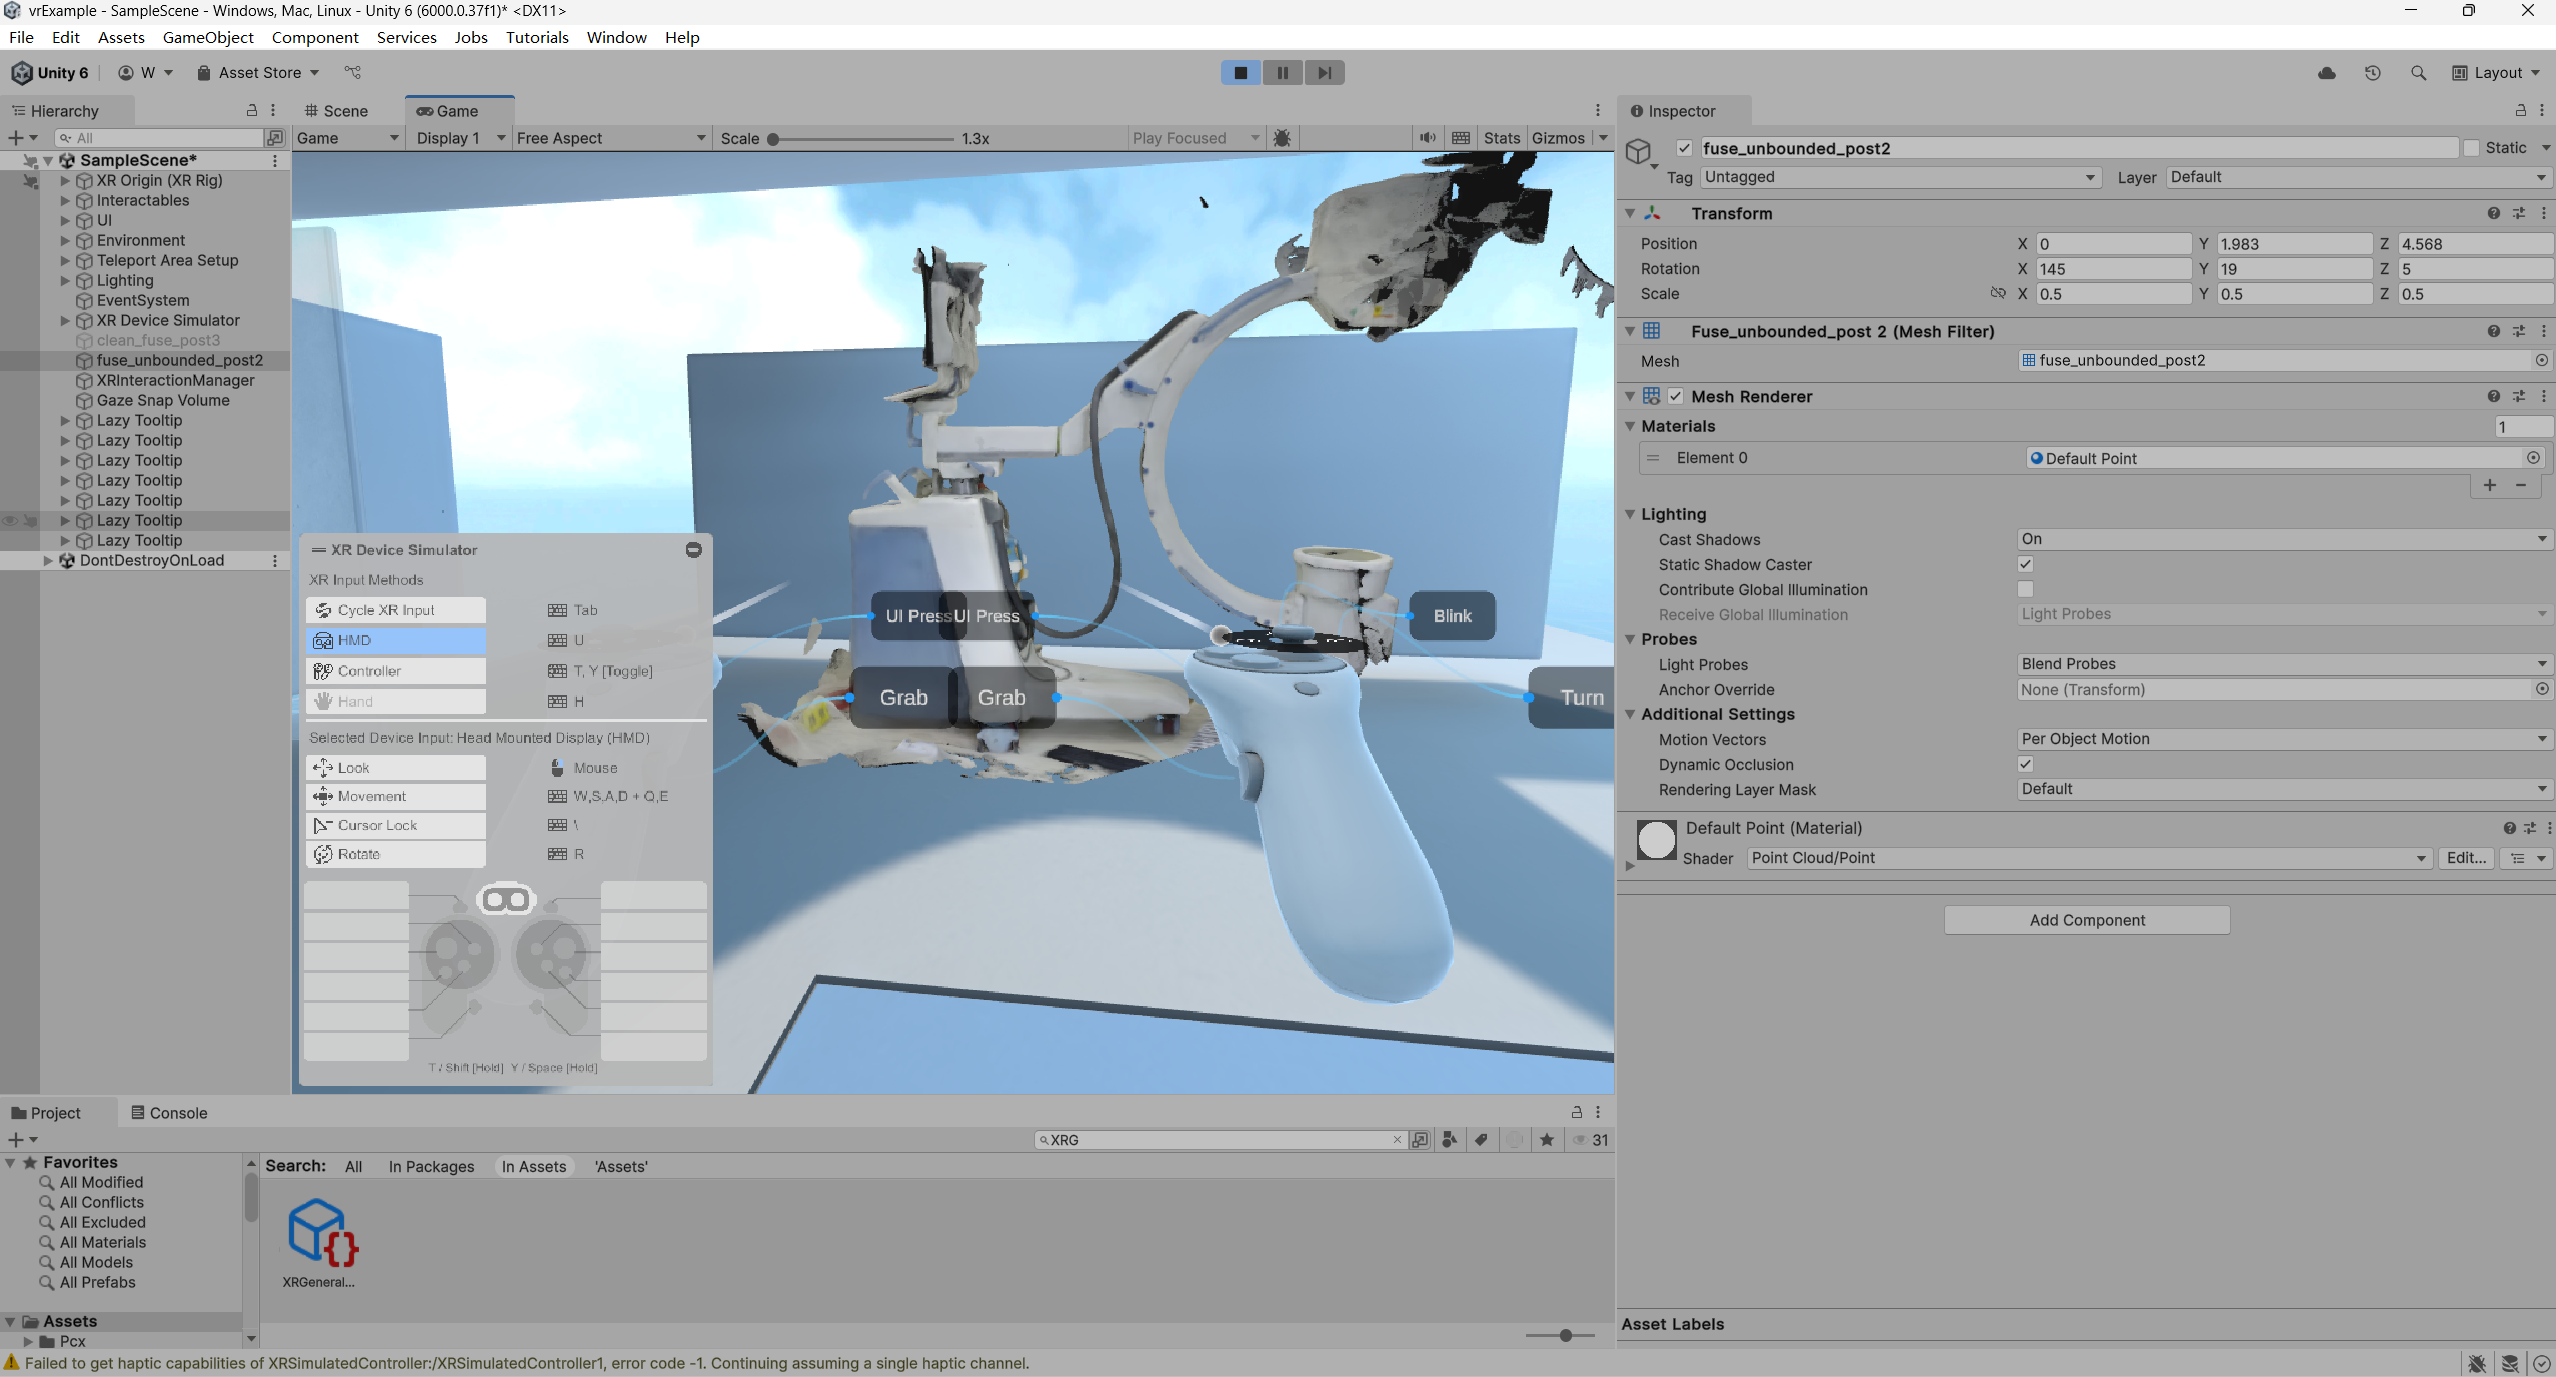 vrExample - SampleScene - Windows, Mac, Linux - Unity 6 (6000.0.37f1)* <DX11>
File Edit Assets GameObject Component Services Jobs Tutorials Window Help
Unity 6 W Asset Store Layout
Hierarchy
All
SampleScene*
XR Origin (XR Rig)
Interactables
UI
Environment
Teleport Area Setup
Lighting
EventSystem
XR Device Simulator
clean_fuse_post3
fuse_unbounded_post2
XRInteractionManager
Gaze Snap Volume
Lazy Tooltip
Lazy Tooltip
Lazy Tooltip
Lazy Tooltip
Lazy Tooltip
Lazy Tooltip
Lazy Tooltip
DontDestroyOnLoad
Scene Game
Game Display 1 Free Aspect Scale 1.3x Play Focused Stats Gizmos
XR Device Simulator
XR Input Methods
Cycle XR Input Tab
HMD U
Controller T, Y [Toggle]
Hand H
Selected Device Input: Head Mounted Display (HMD)
Look Mouse
Movement W,S,A,D + Q,E
Cursor Lock \
Rotate R
T / Shift [Hold] Y / Space [Hold]
UI Press UI Press Blink
Grab Grab Turn
Inspector
fuse_unbounded_post2 Static
Tag Untagged Layer Default
Transform
Position X 0 Y 1.983 Z 4.568
Rotation X 145 Y 19 Z 5
Scale X 0.5 Y 0.5 Z 0.5
Fuse_unbounded_post 2 (Mesh Filter)
Mesh fuse_unbounded_post2
Mesh Renderer
Materials 1
Element 0 Default Point
Lighting
Cast Shadows On
Static Shadow Caster
Contribute Global Illumination
Receive Global Illumination Light Probes
Probes
Light Probes Blend Probes
Anchor Override None (Transform)
Additional Settings
Motion Vectors Per Object Motion
Dynamic Occlusion
Rendering Layer Mask Default
Default Point (Material)
Shader Point Cloud/Point Edit...
Add Component
Asset Labels
Project Console
XRG 31
Favorites
All Modified
All Conflicts
All Excluded
All Materials
All Models
All Prefabs
Assets
Pcx
Search: All In Packages In Assets 'Assets'
XRGeneral...
Failed to get haptic capabilities of XRSimulatedController:/XRSimulatedController1, error code -1. Continuing assuming a single haptic channel.